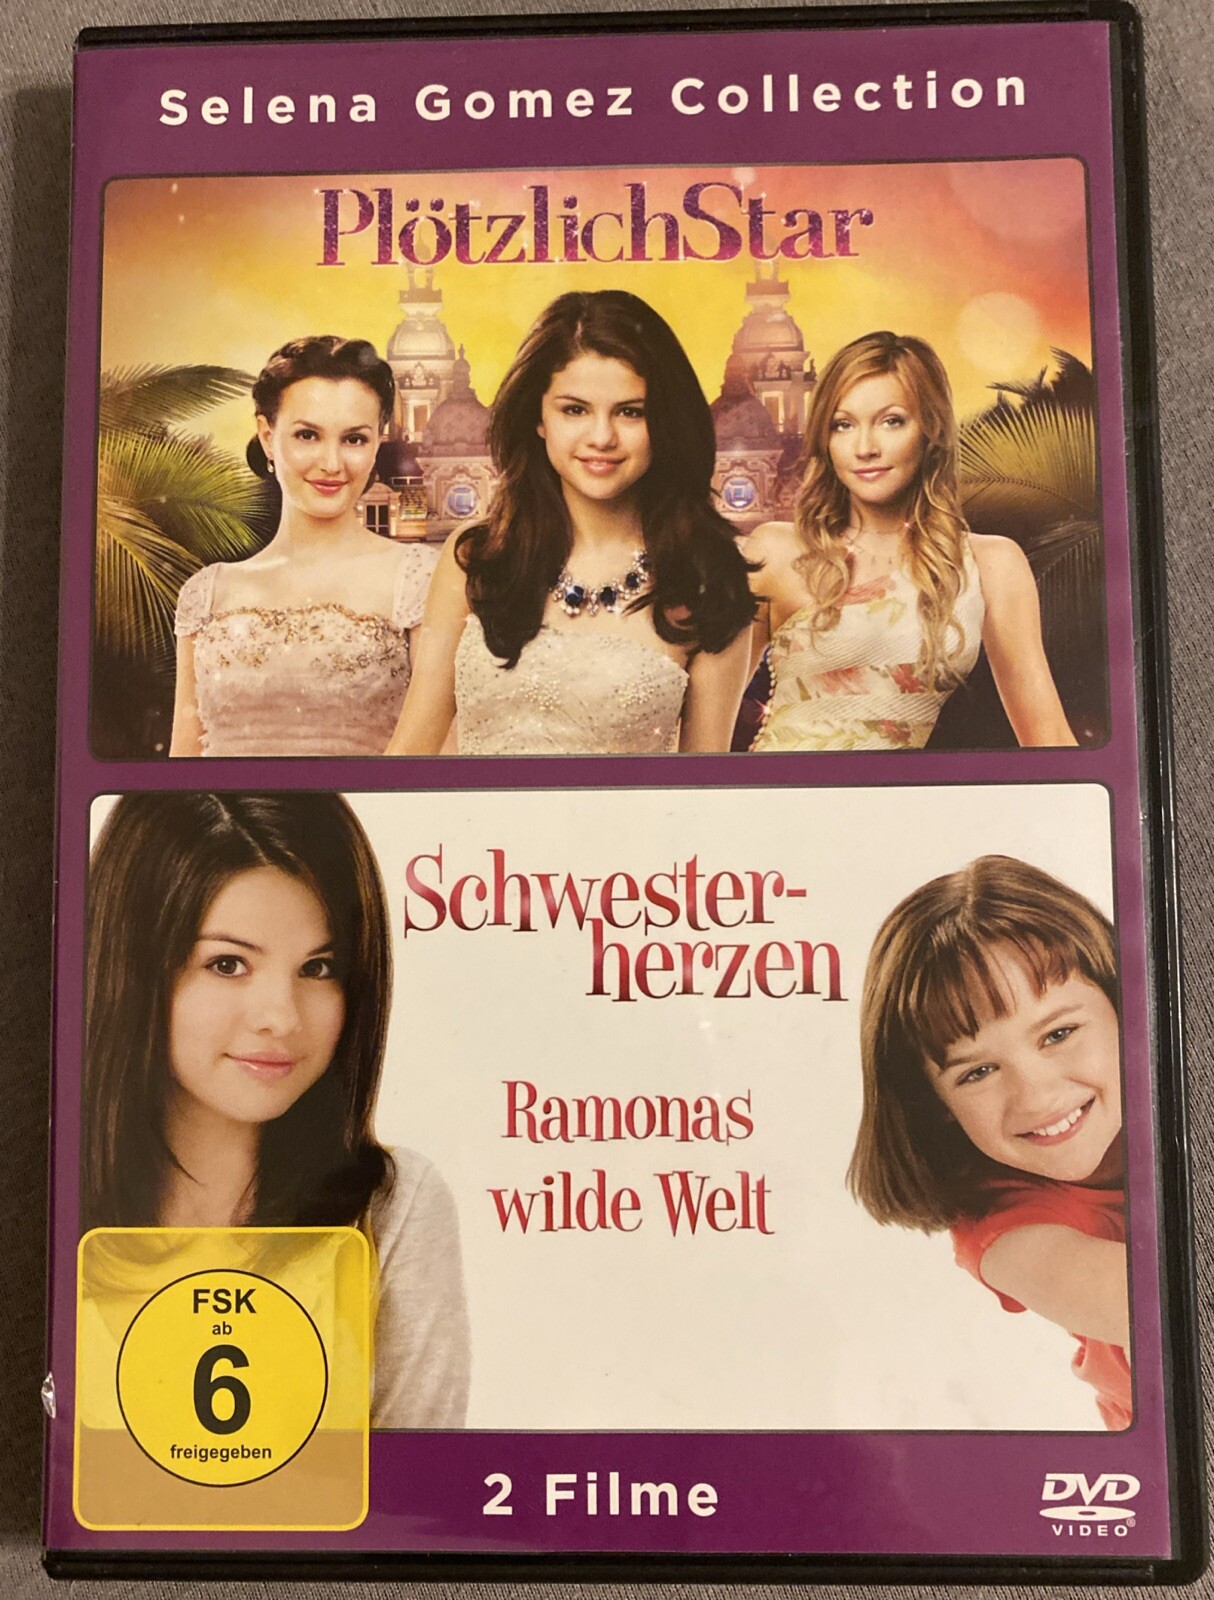 Selena Gomez Collection
PlötzlichStar
Schwester-
herzen
Ramonas
wilde Welt
FSK
ab
6
freigegeben
2 Filme
DVD
VIDEO®